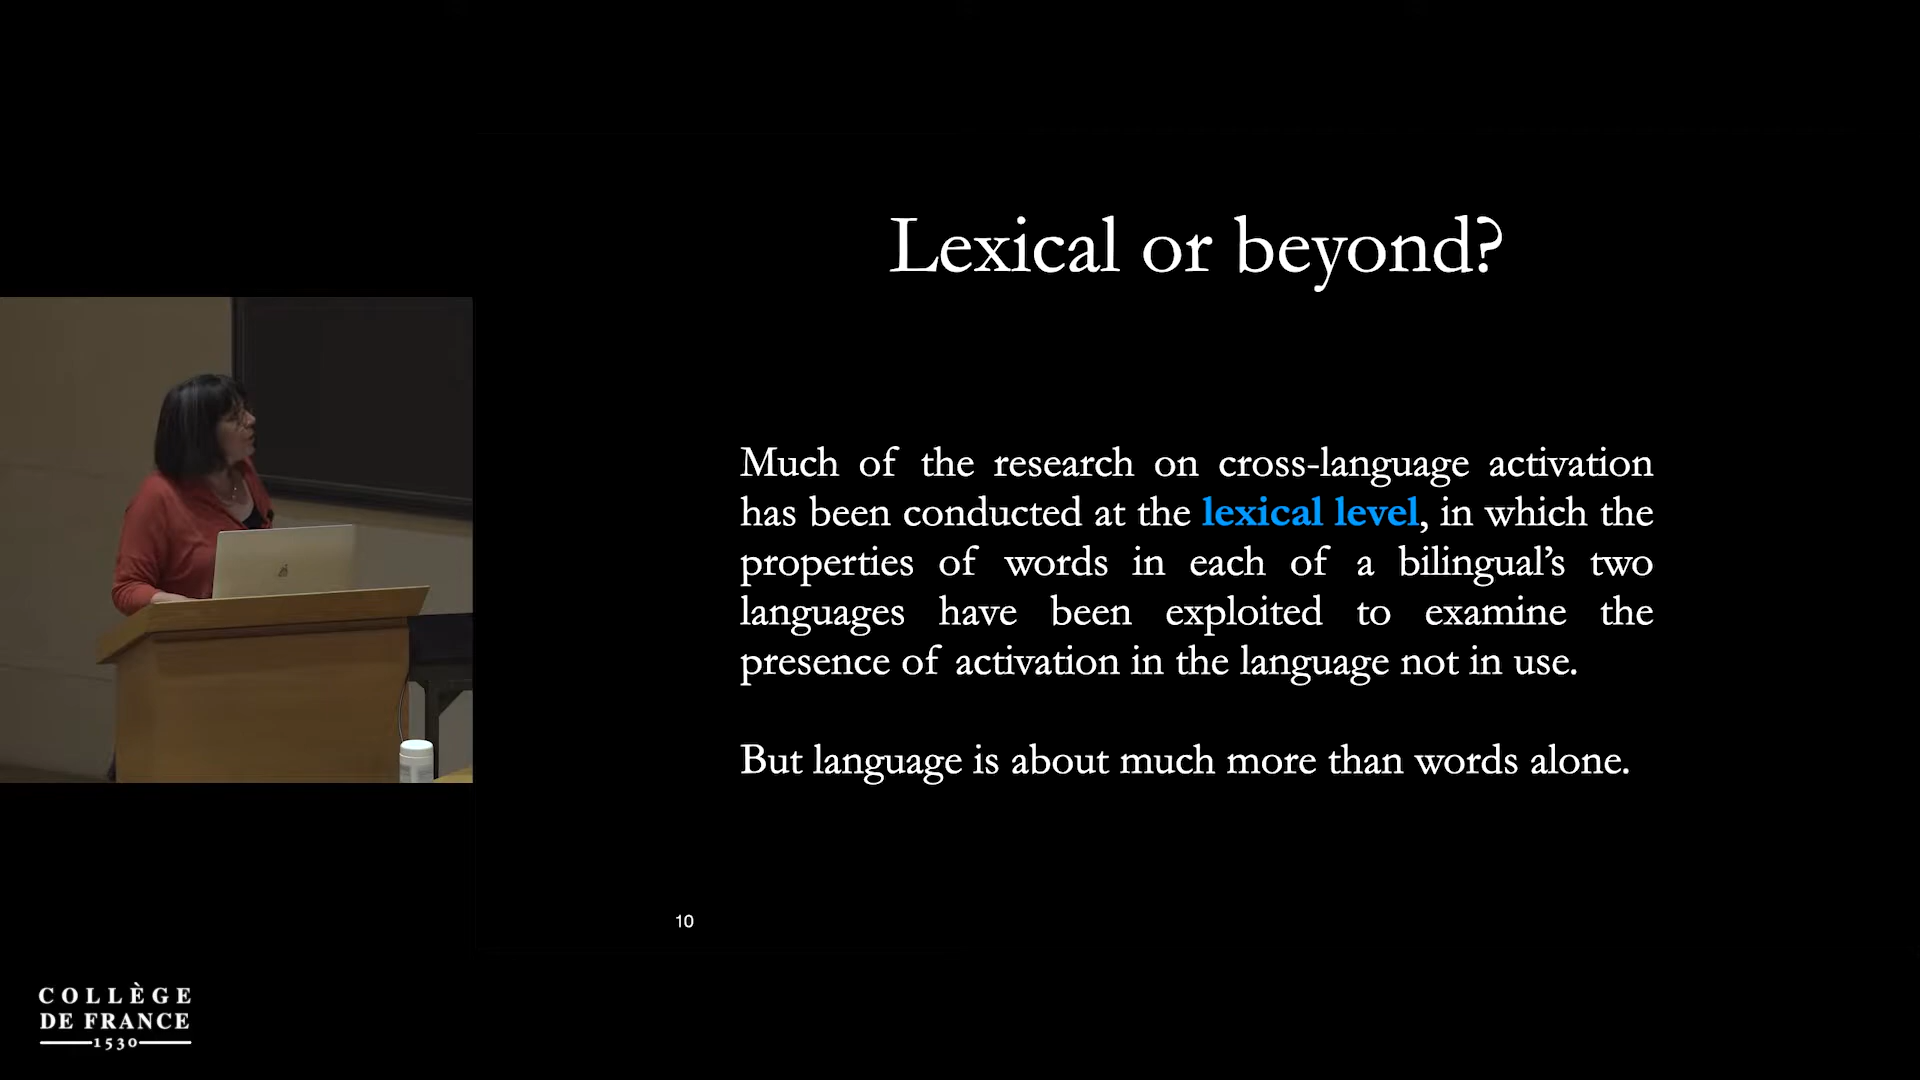 Lexical or beyond?
Much of the research on cross-language activation
has been conducted at the lexical level, in which the
properties of words in each of a bilingual’s two
languages have been exploited to examine the
presence of activation in the language not in use.
But language is about much more than words alone.
10
COLLÈGE
DE FRANCE
1530